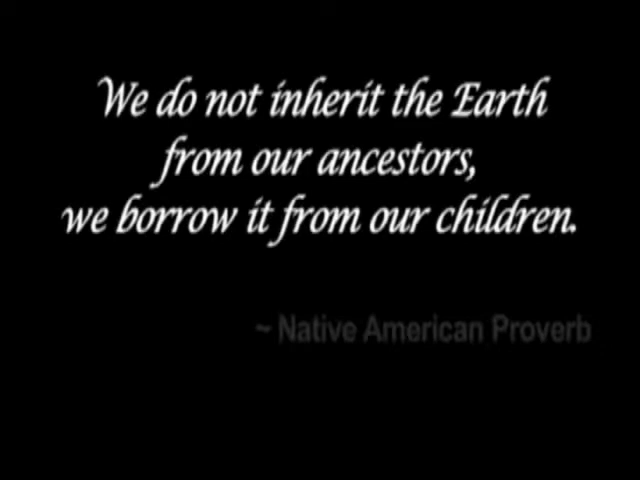 We do not inherit the Earth
from our ancestors,
we borrow it from our children.
~ Native American Proverb